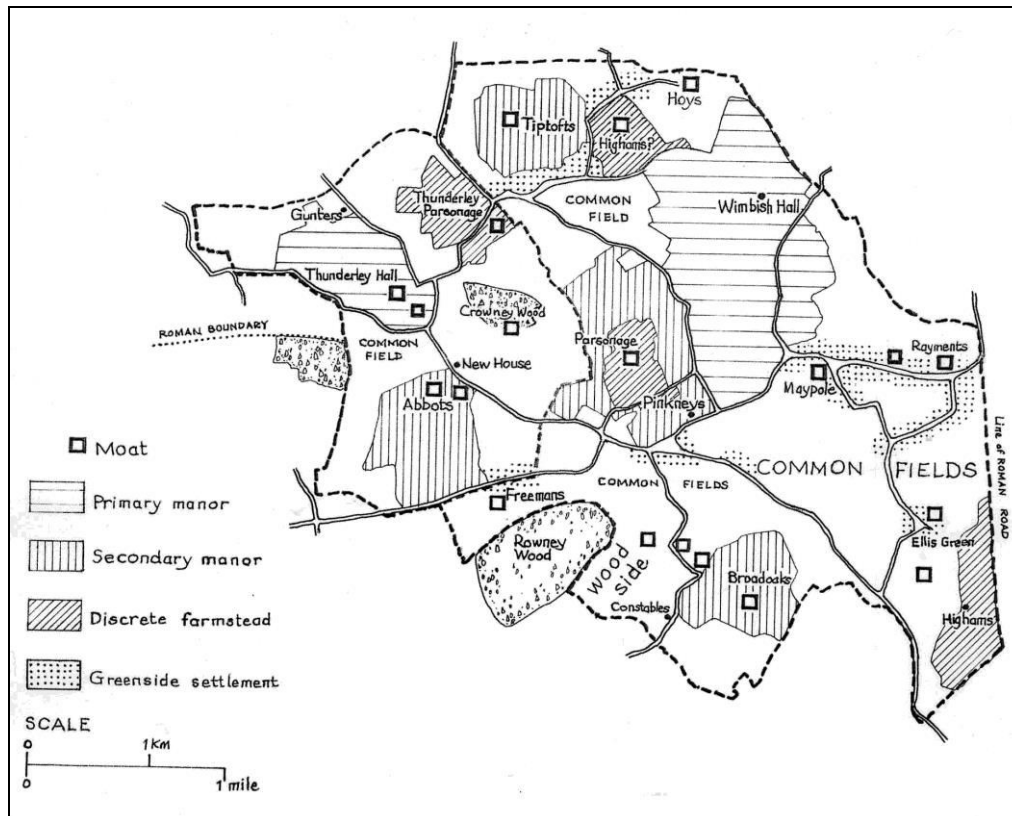 Hoys
Tiptofts
Highams?
Thunderley
Parsonage
COMMON
FIELD
Wimbish Hall
Gunters
Thunderley Hall
Crowney Wood
ROMAN BOUNDARY
COMMON
FIELD
New House
Parsonage
Rayments
Maypole
Abbots
Pinkneys
Line of ROMAN ROAD
COMMON FIELDS
COMMON FIELDS
Freemans
Rowney
Wood
Wood
side
Ellis Green
Broadoaks
Constables
Highams
Moat
Primary manor
Secondary manor
Discrete farmstead
Greenside settlement
SCALE
0 1 Km
0 1 mile